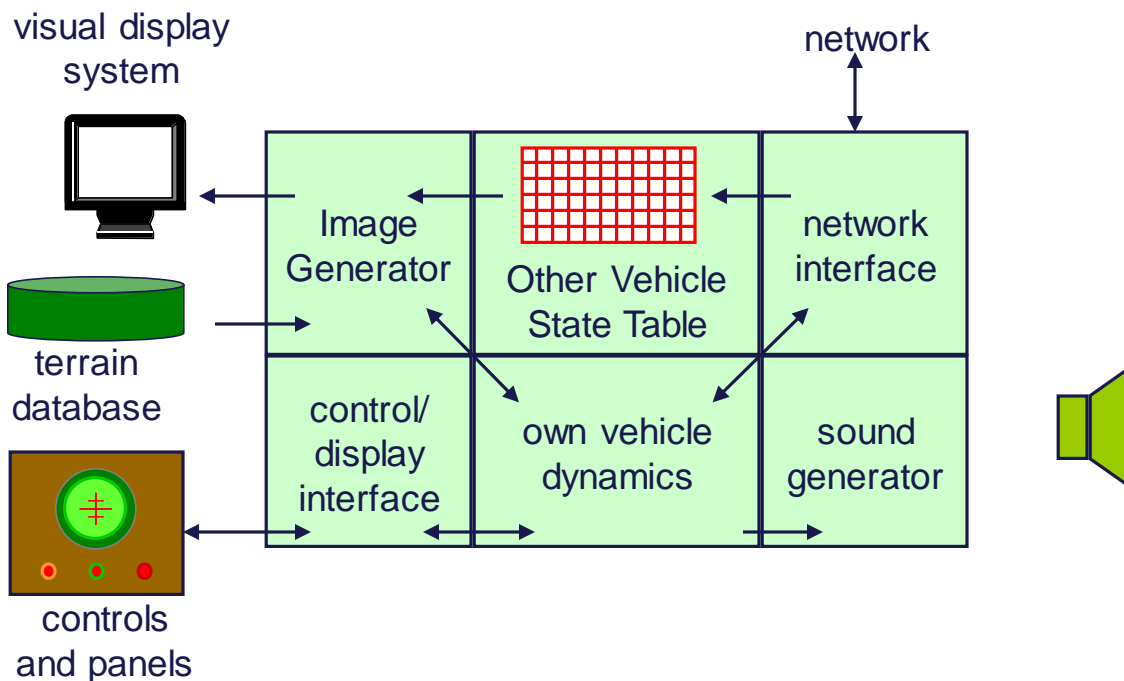 visual display
system
network
Image
Generator
Other Vehicle
State Table
network
interface
terrain
database
control/
display
interface
own vehicle
dynamics
sound
generator
controls
and panels